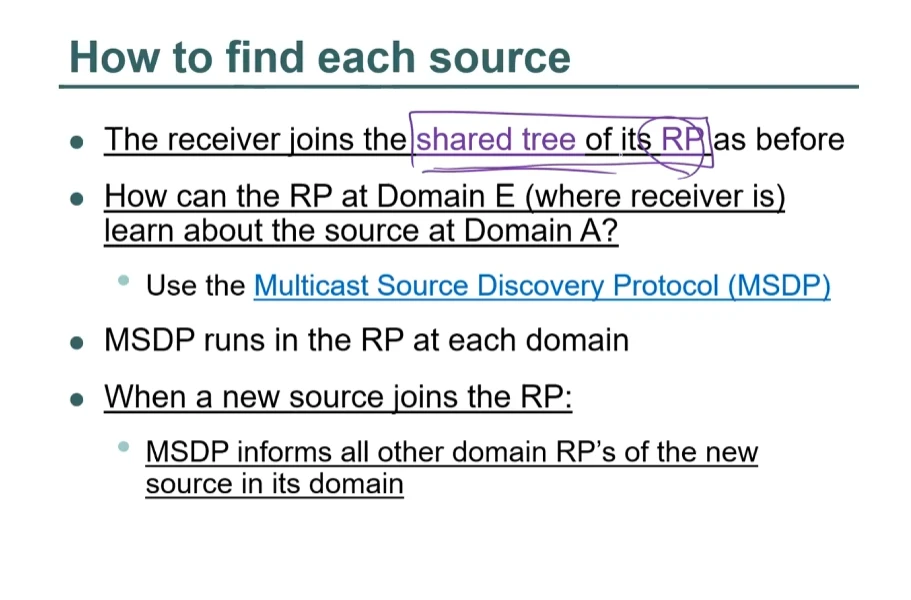 How to find each source
The receiver joins the shared tree of its RP as before
How can the RP at Domain E (where receiver is)
learn about the source at Domain A?
Use the Multicast Source Discovery Protocol (MSDP)
MSDP runs in the RP at each domain
When a new source joins the RP:
MSDP informs all other domain RP's of the new
source in its domain